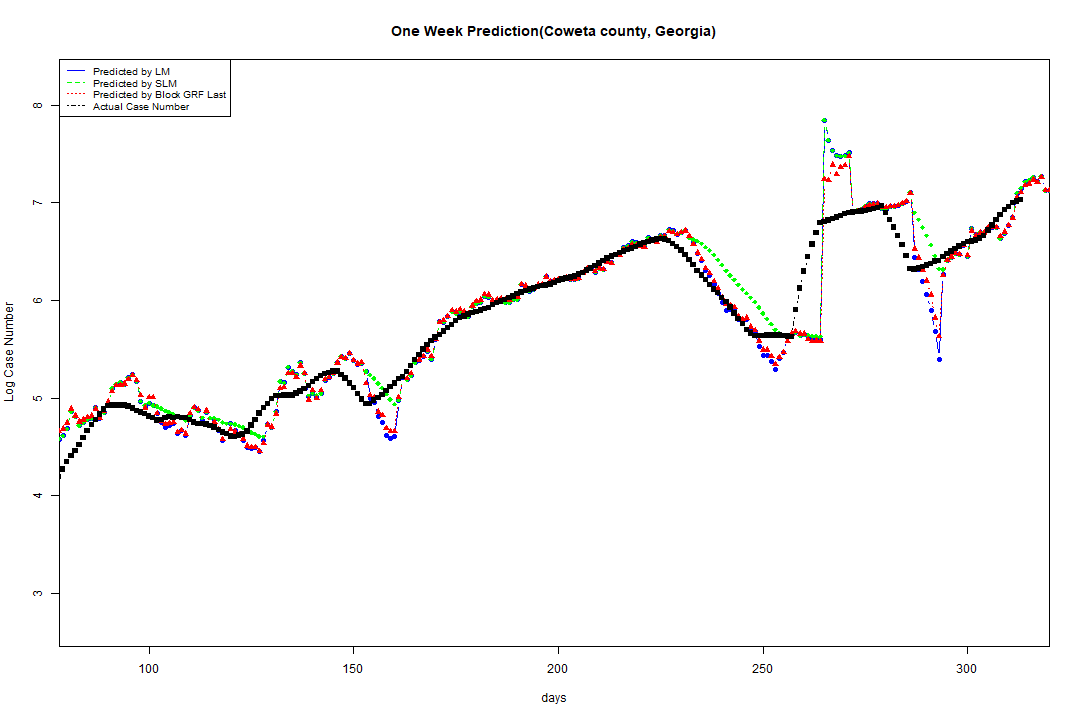 One Week Prediction(Coweta county, Georgia)
Predicted by LM
Predicted by SLM
Predicted by Block GRF Last
Actual Case Number
8
7
6
5
4
3
Log Case Number
100 150 200 250 300
days